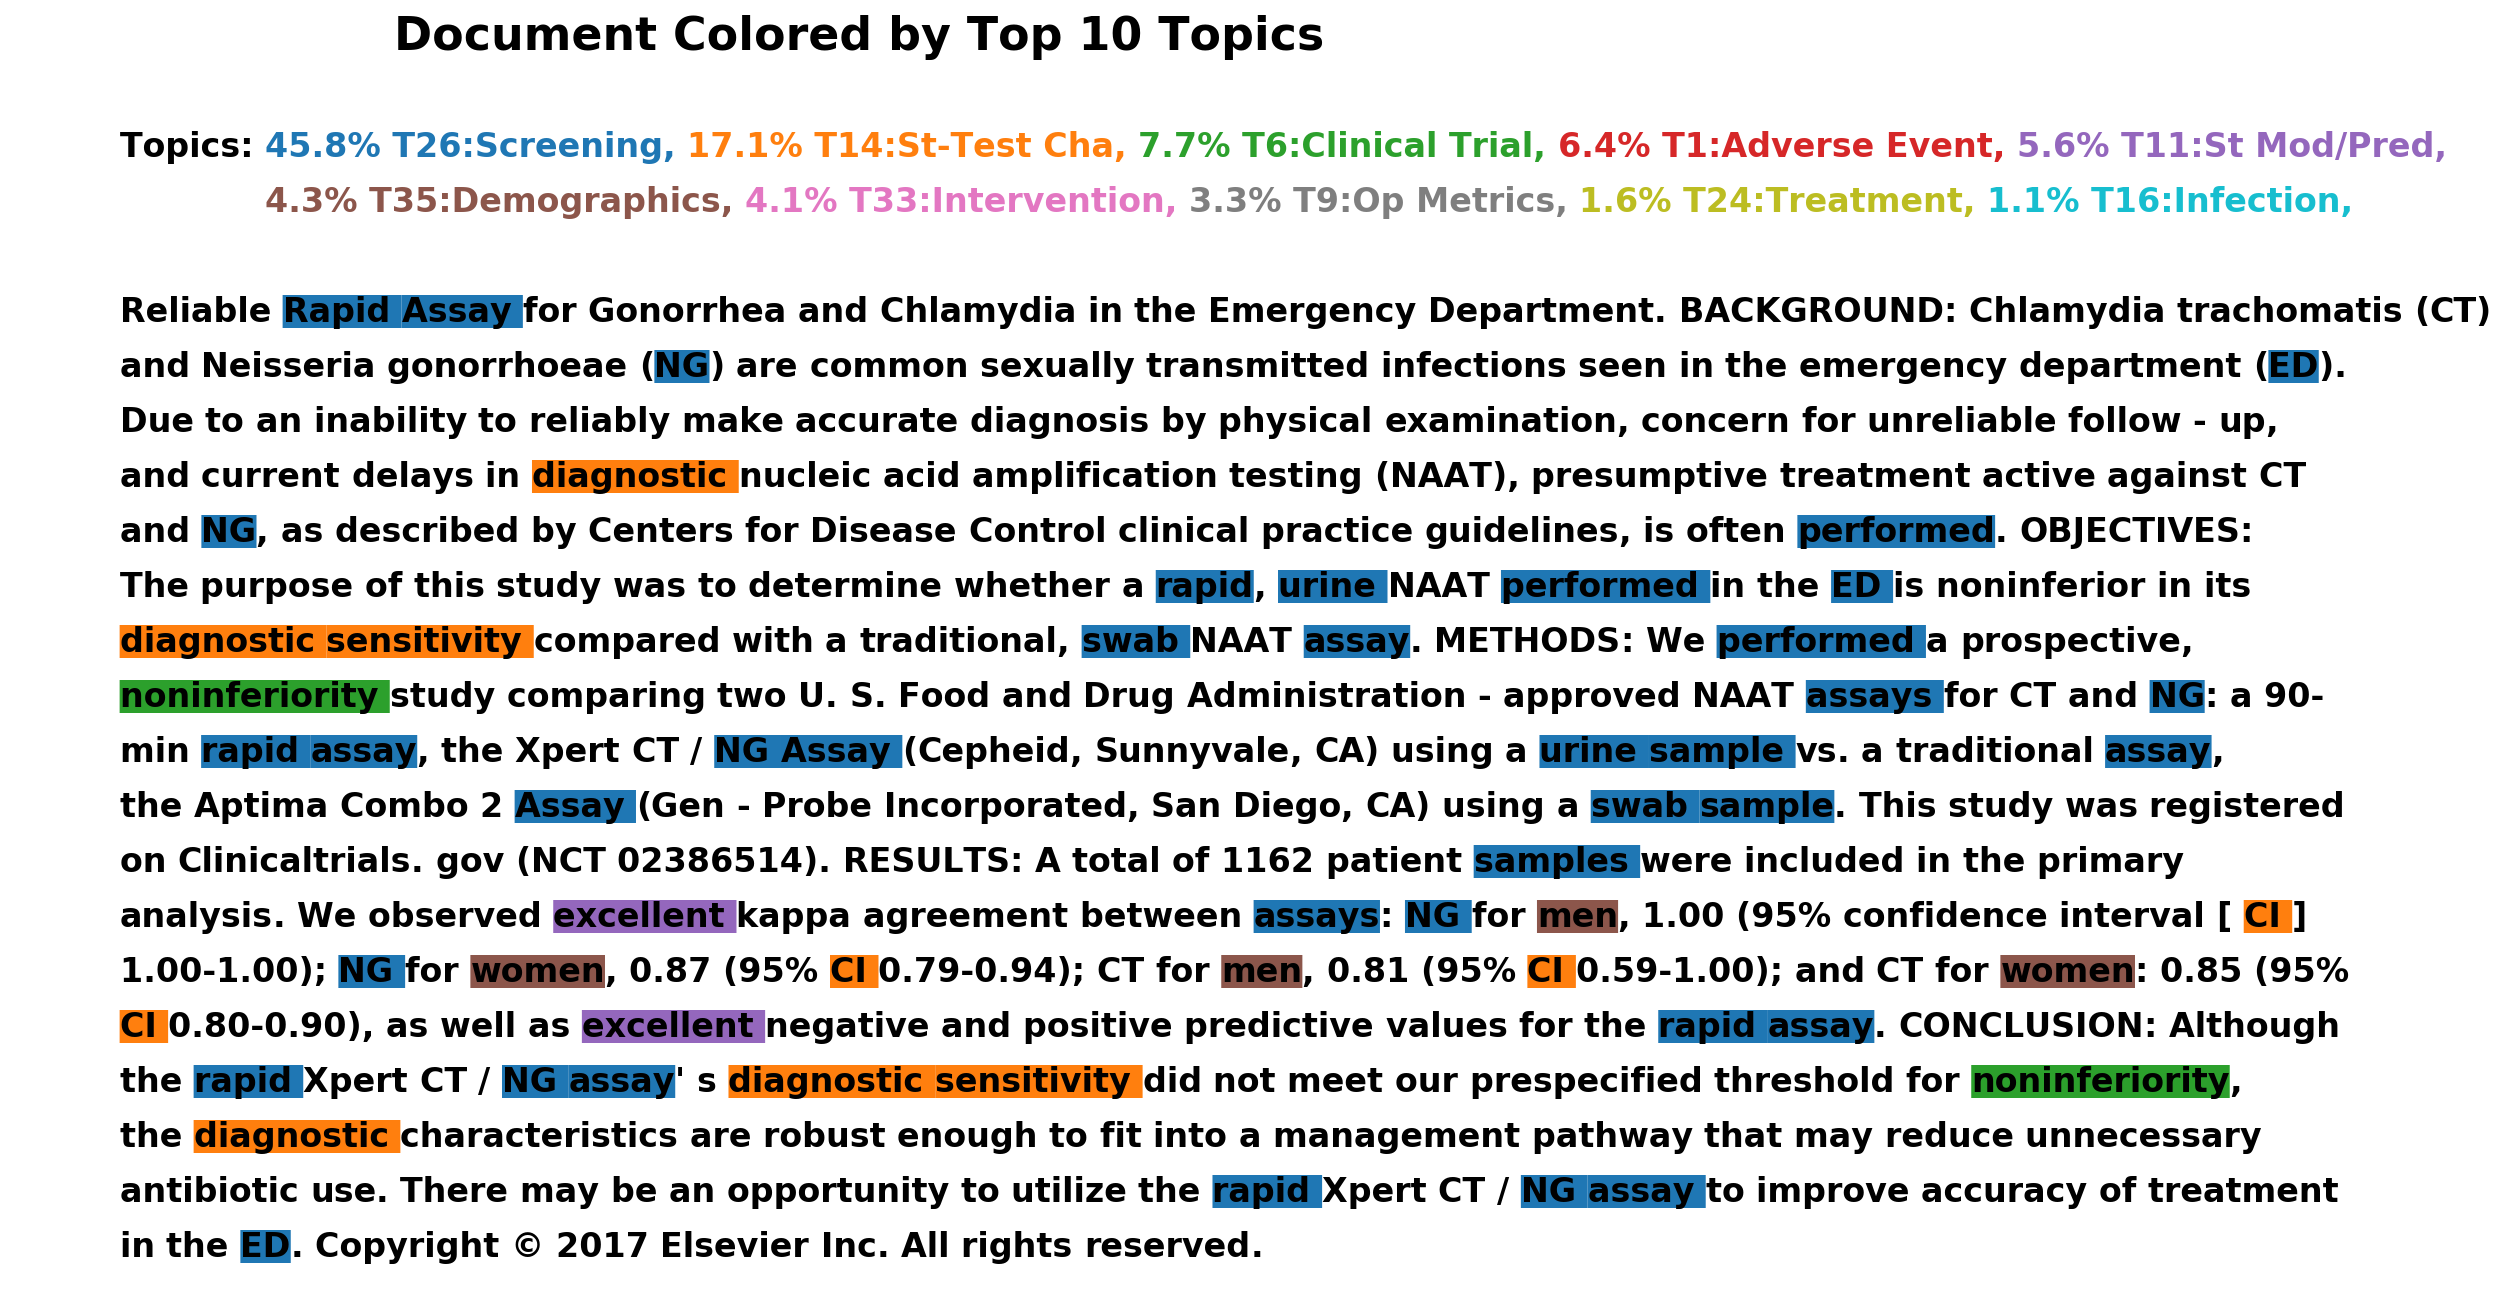 Document Colored by Top 10 Topics
Topics: 45.8% T26:Screening, 17.1% T14:St-Test Cha, 7.7% T6:Clinical Trial, 6.4% T1:Adverse Event, 5.6% T11:St Mod/Pred,
4.3% T35:Demographics, 4.1% T33:Intervention, 3.3% T9:Op Metrics, 1.6% T24:Treatment, 1.1% T16:Infection,
Reliable Rapid Assay for Gonorrhea and Chlamydia in the Emergency Department. BACKGROUND: Chlamydia trachomatis (CT)
and Neisseria gonorrhoeae (NG) are common sexually transmitted infections seen in the emergency department (ED).
Due to an inability to reliably make accurate diagnosis by physical examination, concern for unreliable follow - up,
and current delays in diagnostic nucleic acid amplification testing (NAAT), presumptive treatment active against CT
and NG, as described by Centers for Disease Control clinical practice guidelines, is often performed. OBJECTIVES:
The purpose of this study was to determine whether a rapid, urine NAAT performed in the ED is noninferior in its
diagnostic sensitivity compared with a traditional, swab NAAT assay. METHODS: We performed a prospective,
noninferiority study comparing two U. S. Food and Drug Administration - approved NAAT assays for CT and NG: a 90-
min rapid assay, the Xpert CT / NG Assay (Cepheid, Sunnyvale, CA) using a urine sample vs. a traditional assay,
the Aptima Combo 2 Assay (Gen - Probe Incorporated, San Diego, CA) using a swab sample. This study was registered
on Clinicaltrials. gov (NCT 02386514). RESULTS: A total of 1162 patient samples were included in the primary
analysis. We observed excellent kappa agreement between assays: NG for men, 1.00 (95% confidence interval [ CI ]
1.00-1.00); NG for women, 0.87 (95% CI 0.79-0.94); CT for men, 0.81 (95% CI 0.59-1.00); and CT for women: 0.85 (95%
CI 0.80-0.90), as well as excellent negative and positive predictive values for the rapid assay. CONCLUSION: Although
the rapid Xpert CT / NG assay' s diagnostic sensitivity did not meet our prespecified threshold for noninferiority,
the diagnostic characteristics are robust enough to fit into a management pathway that may reduce unnecessary
antibiotic use. There may be an opportunity to utilize the rapid Xpert CT / NG assay to improve accuracy of treatment
in the ED. Copyright © 2017 Elsevier Inc. All rights reserved.